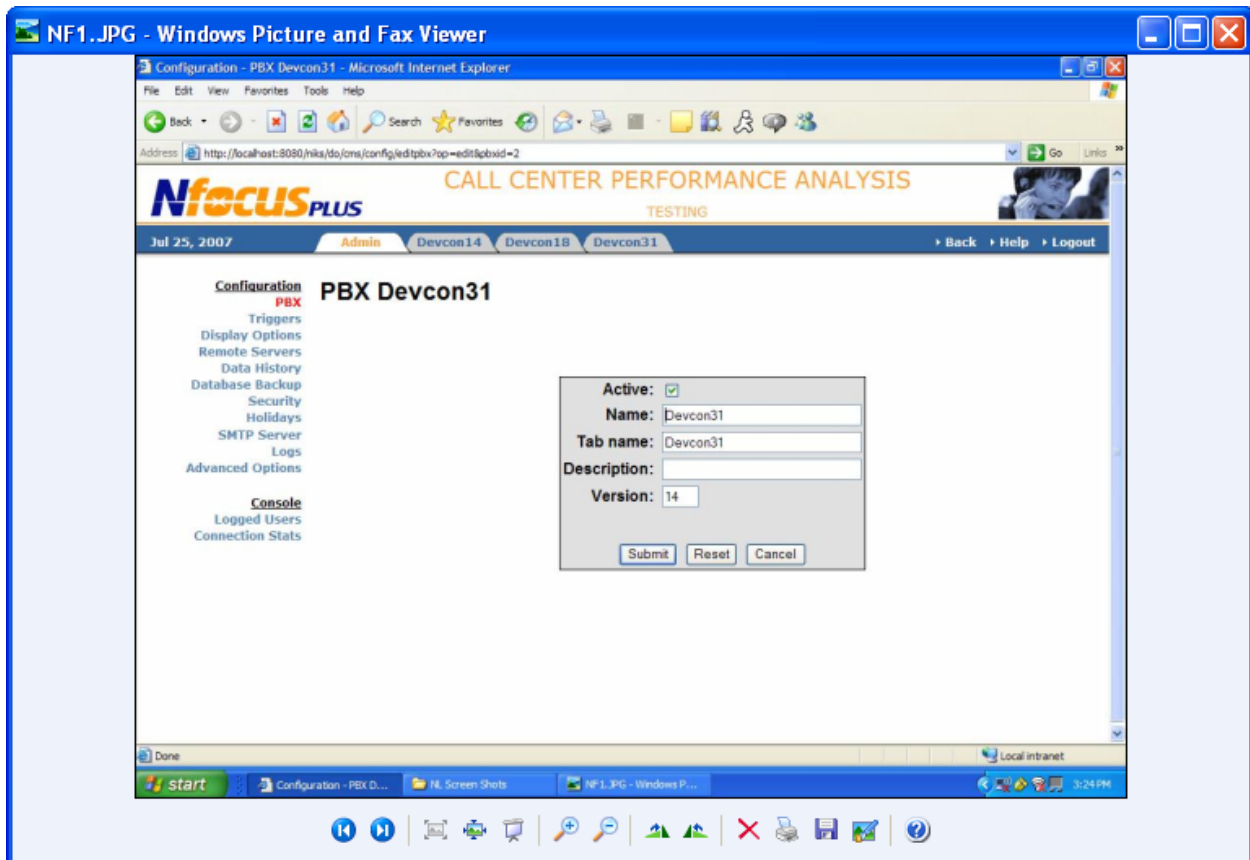 NF1.JPG - Windows Picture and Fax Viewer
Configuration - PBX Devcon31 - Microsoft Internet Explorer
File Edit View Favorites Tools Help
Back Search Favorites
Address http://localhost:8080/niks/do/cms/config/editpbx?op=edit&pbxid=2 Go Links »
Nfocus PLUS
CALL CENTER PERFORMANCE ANALYSIS
TESTING
Jul 25, 2007 Admin Devcon14 Devcon18 Devcon31 Back Help Logout
Configuration
PBX
Triggers
Display Options
Remote Servers
Data History
Database Backup
Security
Holidays
SMTP Server
Logs
Advanced Options
Console
Logged Users
Connection Stats
PBX Devcon31
Active:
Name: Devcon31
Tab name: Devcon31
Description:
Version: 14
Submit Reset Cancel
Done Local intranet
start Configuration - PBX D... NL Screen Shots NF1.JPG - Windows P... 3:24 PM